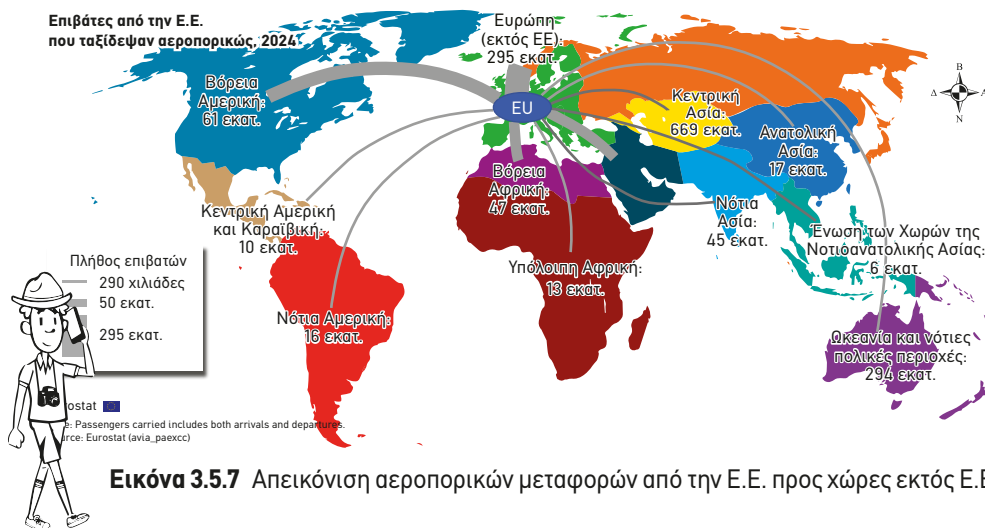 Επιβάτες από την Ε.Ε.
που ταξίδεψαν αεροπορικώς, 2024
Ευρώπη
(εκτός ΕΕ):
295 εκατ.
Βόρεια
Αμερική:
61 εκατ.
EU
Κεντρική
Ασία:
669 εκατ.
Ανατολική
Ασία:
17 εκατ.
Β
Δ
Α
Ν
Βόρεια
Αφρική:
47 εκατ.
Νότια
Ασία:
45 εκατ.
Κεντρική Αμερική
και Καραϊβική:
10 εκατ.
Ένωση των Χωρών της
Νοτιοανατολικής Ασίας:
6 εκατ.
Υπόλοιπη Αφρική:
13 εκατ.
Νότια Αμερική:
16 εκατ.
Ωκεανία και νότιες
πολικές περιοχές:
294 εκατ.
Πλήθος επιβατών
290 χιλιάδες
50 εκατ.
295 εκατ.
rostat
e: Passengers carried includes both arrivals and departures.
urce: Eurostat (avia_paexcc)
Εικόνα 3.5.7 Απεικόνιση αεροπορικών μεταφορών από την Ε.Ε. προς χώρες εκτός Ε.Ε